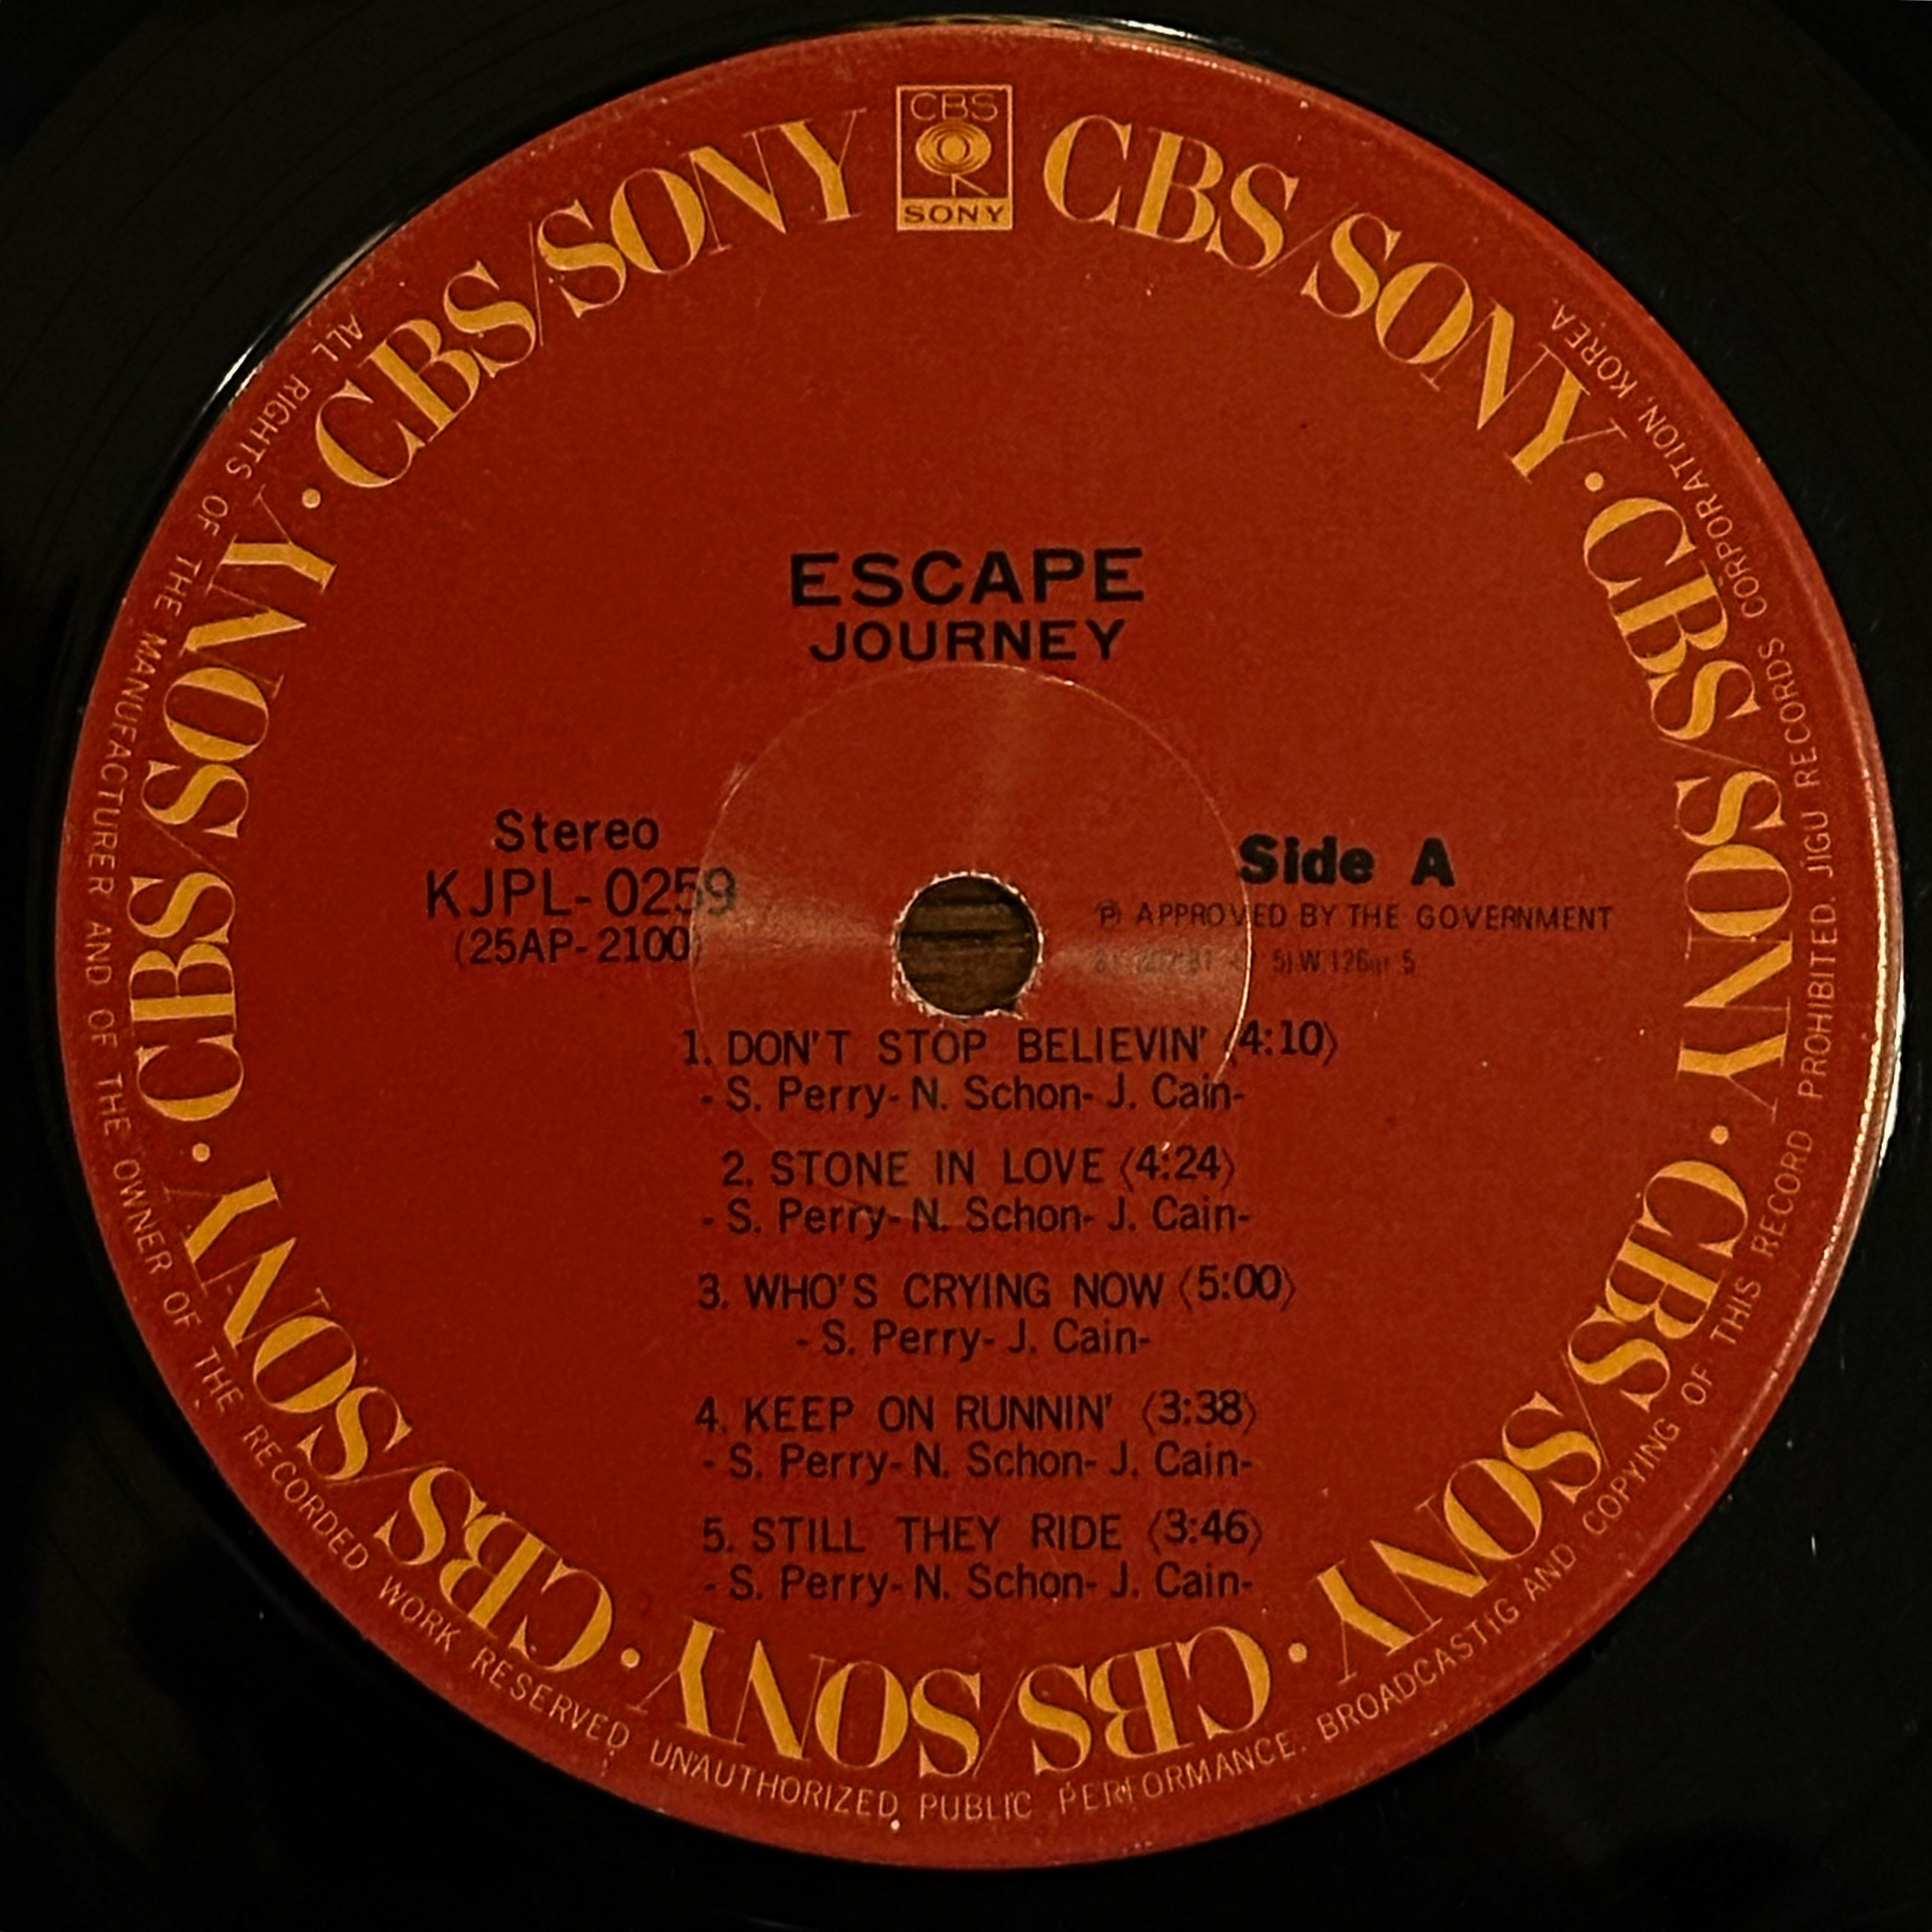 CBS
SONY
CBS/SONY · CBS/SONY · CBS/SONY · CBS/SONY · CBS/SONY · CBS/SONY · CBS/SONY · CBS/SONY
ESCAPE
JOURNEY
Stereo
KJPL-0259
(25AP-2100)
Side A
Ⓟ APPROVED BY THE GOVERNMENT
1. DON'T STOP BELIEVIN' 〈4:10〉
- S. Perry- N. Schon- J. Cain-
2. STONE IN LOVE 〈4:24〉
- S. Perry- N. Schon- J. Cain-
3. WHO'S CRYING NOW 〈5:00〉
- S. Perry- J. Cain-
4. KEEP ON RUNNIN' 〈3:38〉
- S. Perry- N. Schon- J. Cain-
5. STILL THEY RIDE 〈3:46〉
- S. Perry- N. Schon- J. Cain-
ALL RIGHTS OF THE MANUFACTURER AND OF THE OWNER OF THE RECORDED WORK RESERVED UNAUTHORIZED, PUBLIC PERFORMANCE. BROADCASTIG AND COPYING OF THIS RECORD PROHIBITED. JIGU RECORDS CORPORATION, KOREA.